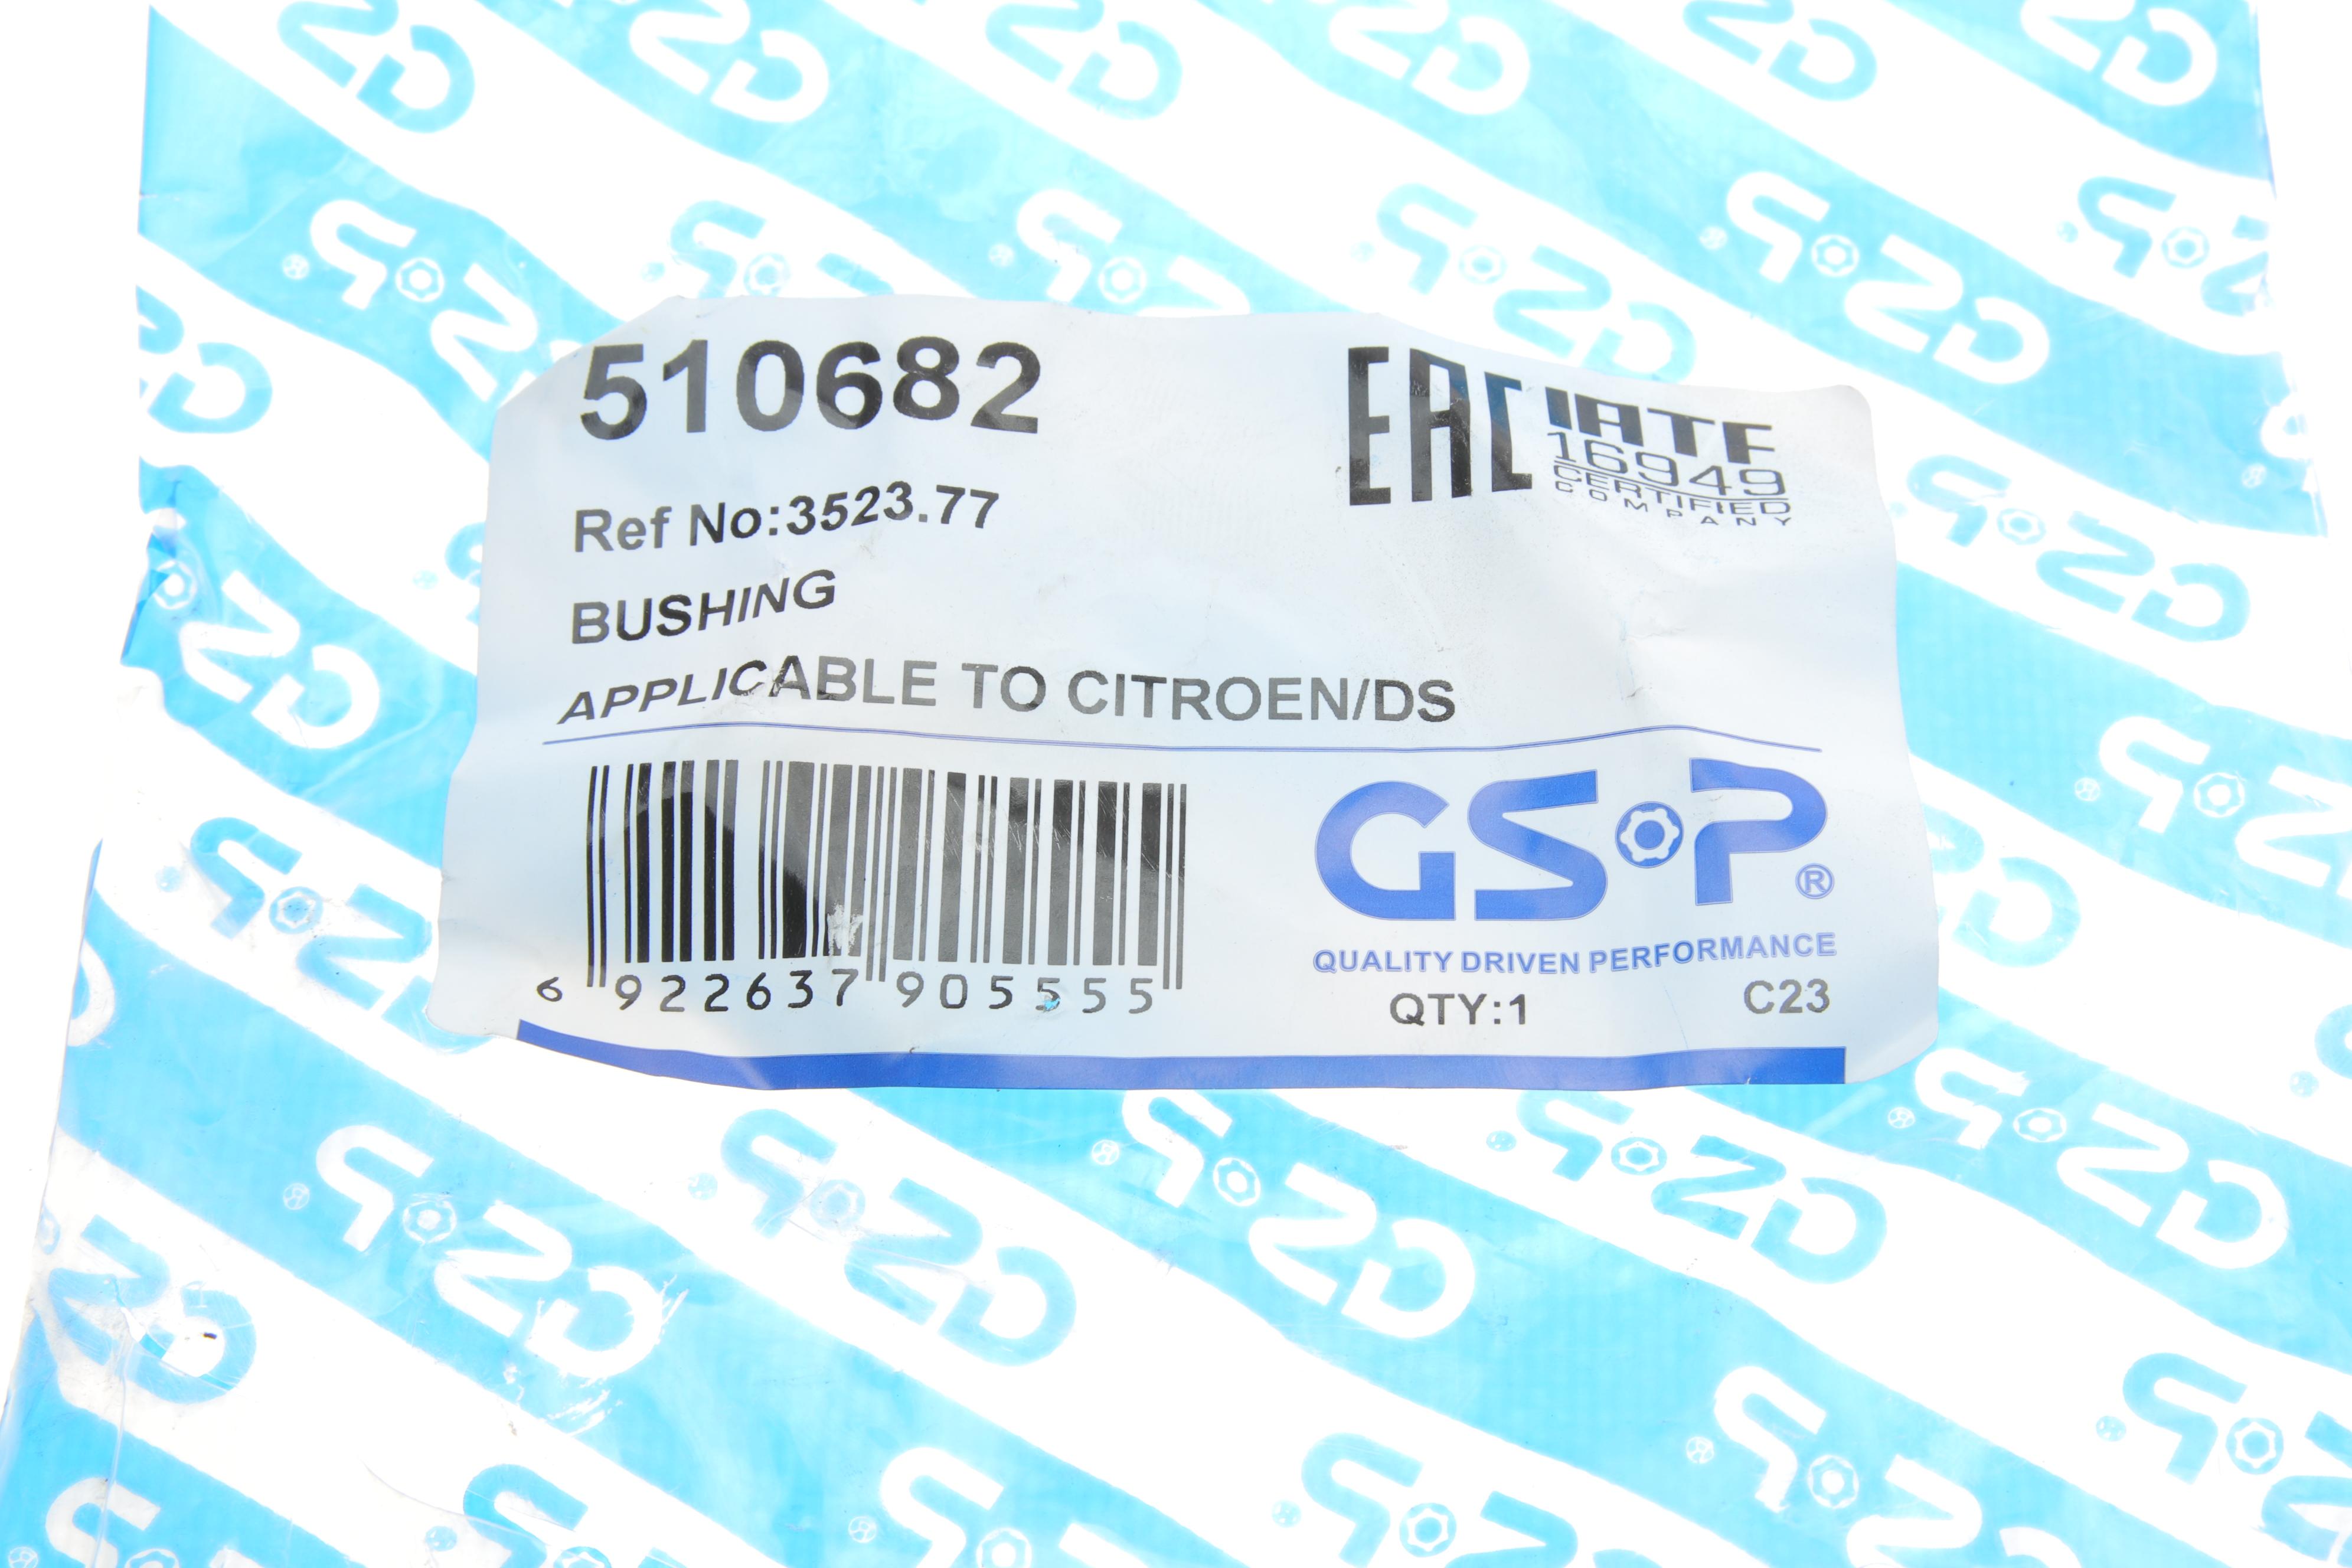 510682
EAC
IATF
16949
CERTIFIED
COMPANY
Ref No:3523.77
BUSHING
APPLICABLE TO CITROEN/DS
6 922637 905555
GSP®
QUALITY DRIVEN PERFORMANCE
QTY:1 C23